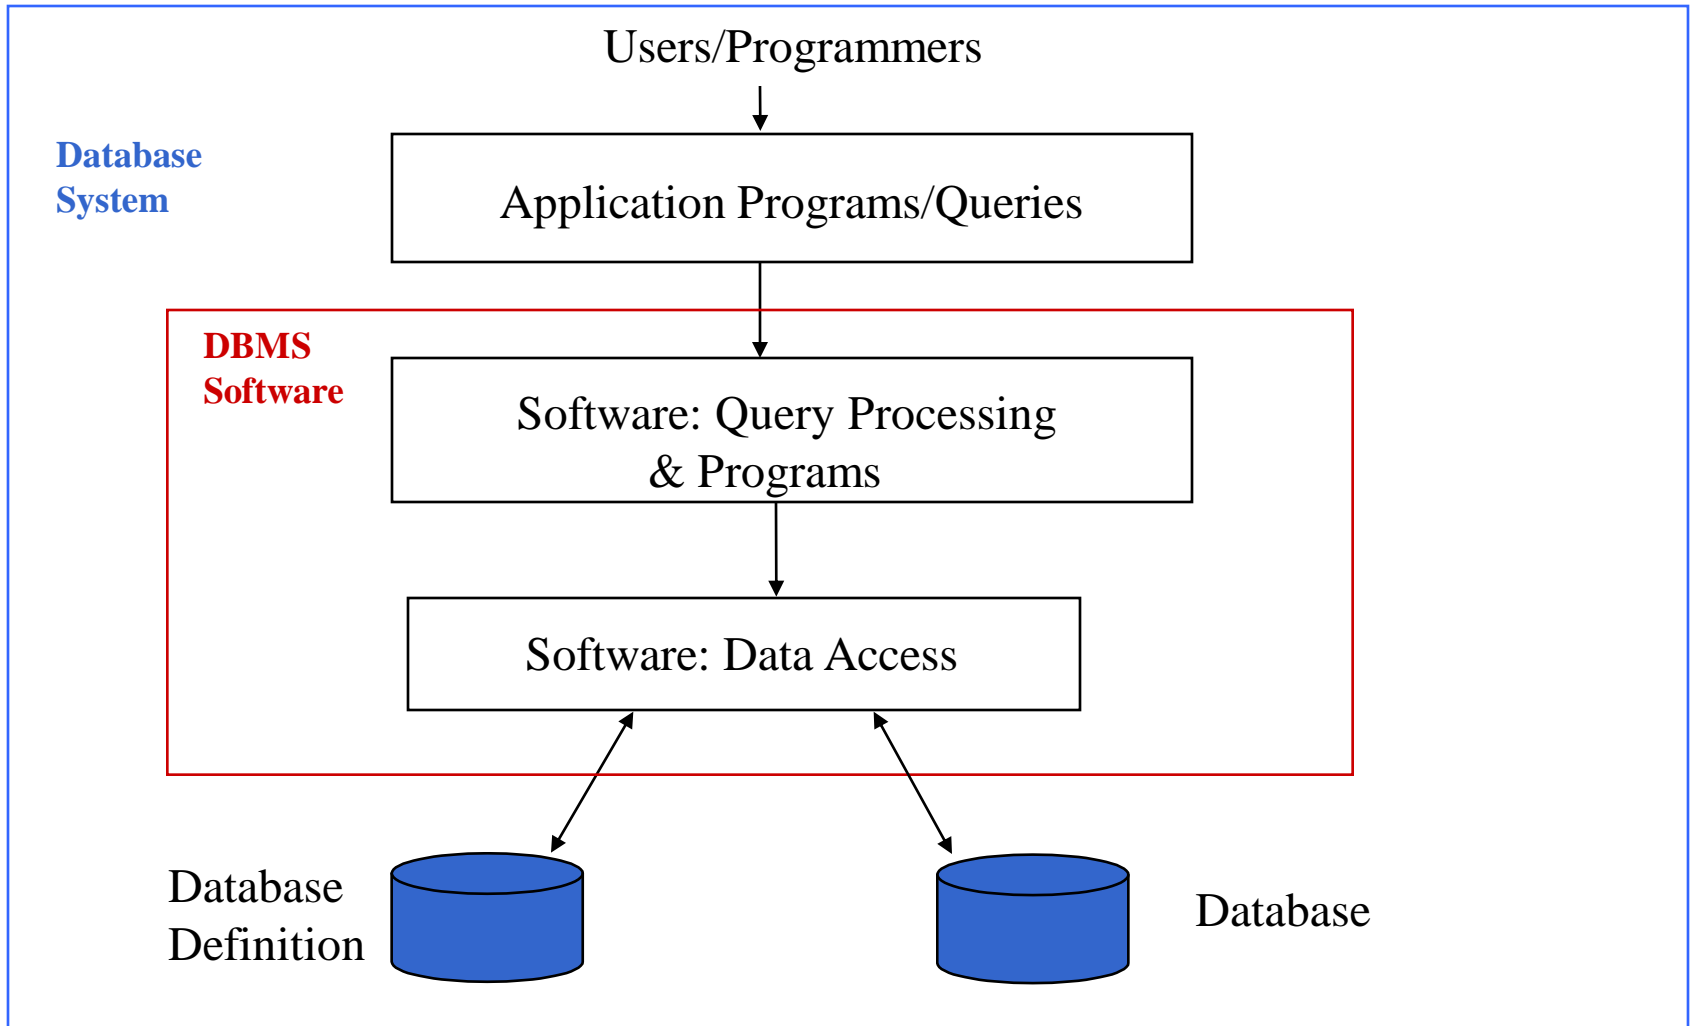 Users/Programmers
Database
System
Application Programs/Queries
DBMS
Software
Software: Query Processing
& Programs
Software: Data Access
Database
Definition
Database